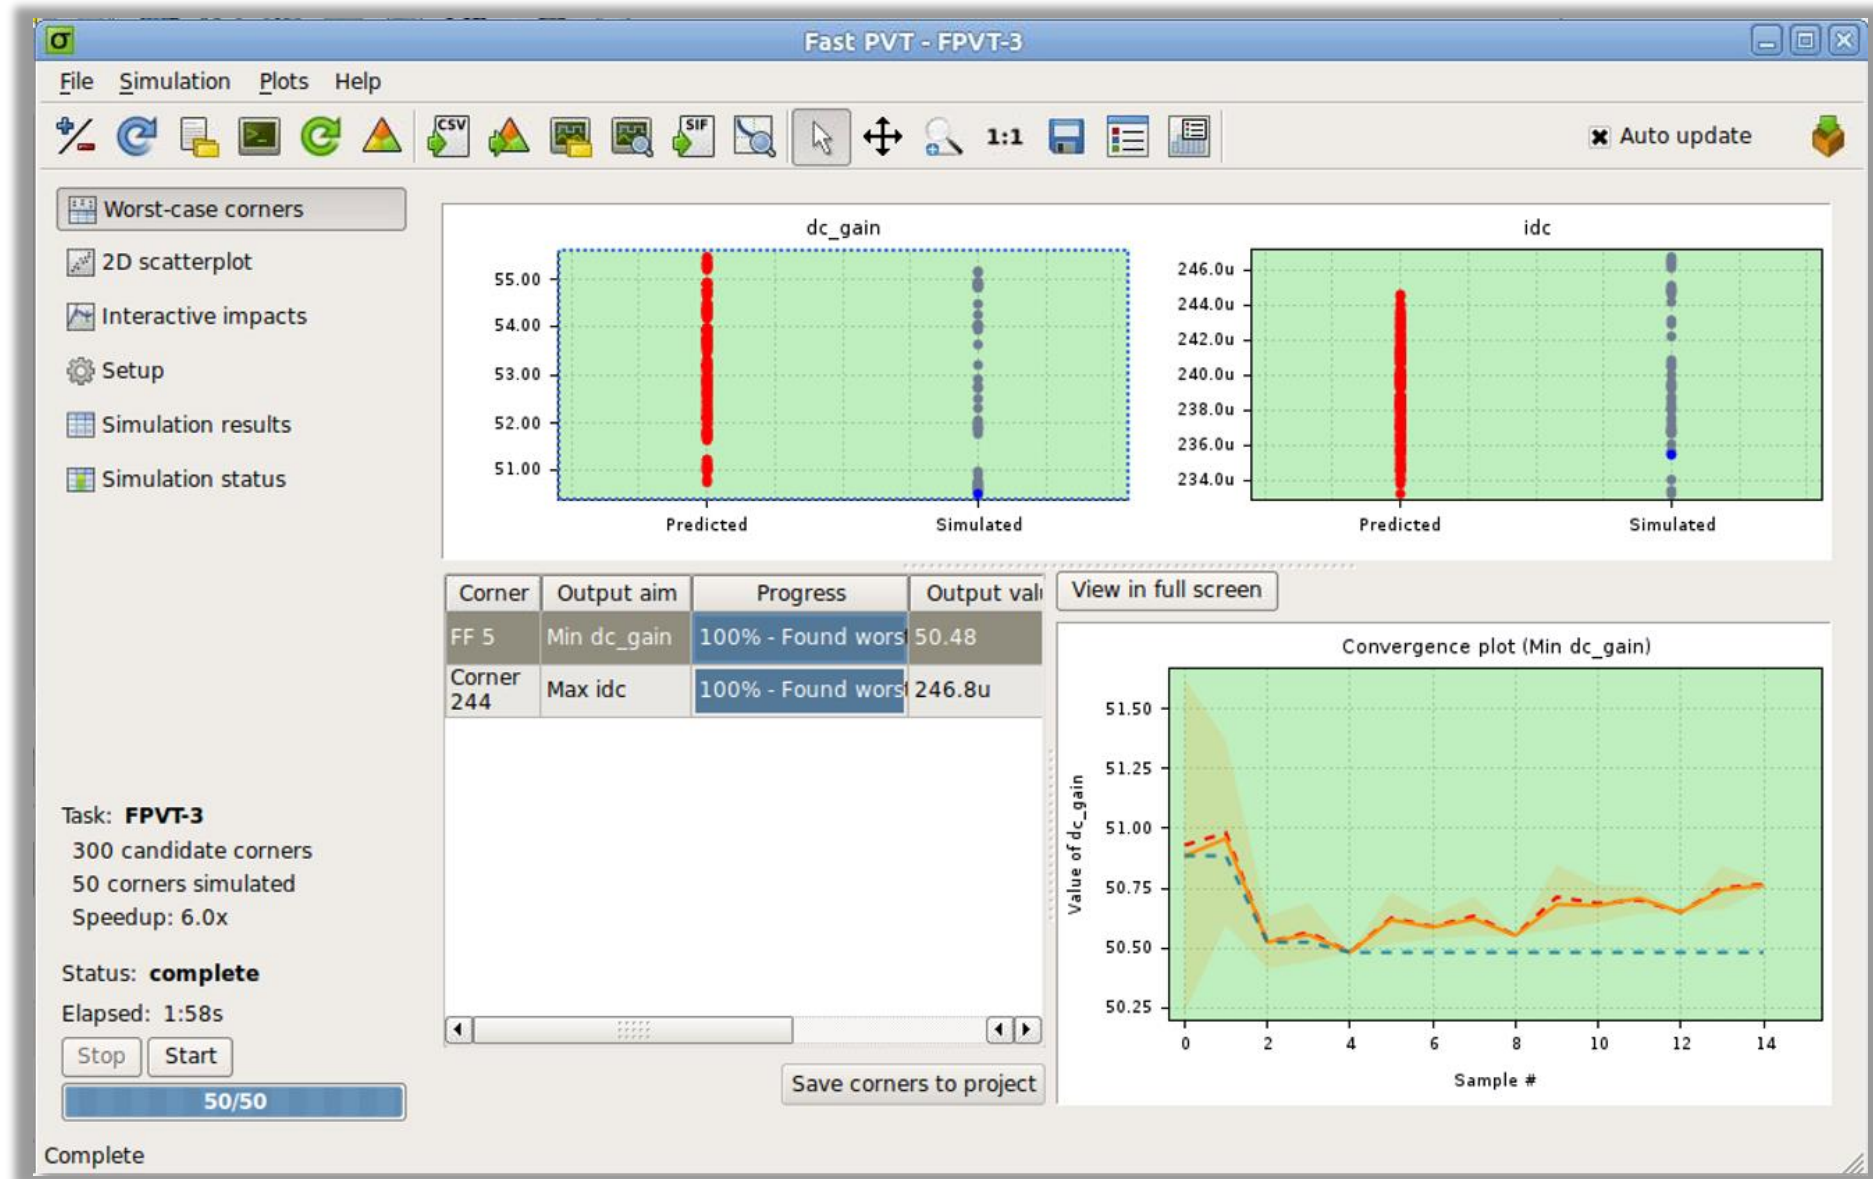 σ
Fast PVT - FPVT-3
File Simulation Plots Help
CSV SIF 1:1 Auto update
Worst-case corners
2D scatterplot
Interactive impacts
Setup
Simulation results
Simulation status
Task: FPVT-3
300 candidate corners
50 corners simulated
Speedup: 6.0x
Status: complete
Elapsed: 1:58s
Stop Start
50/50
Complete
dc_gain
55.00
54.00
53.00
52.00
51.00
Predicted Simulated
idc
246.0u
244.0u
242.0u
240.0u
238.0u
236.0u
234.0u
Predicted Simulated
Corner Output aim Progress Output valu
FF 5 Min dc_gain 100% - Found worst 50.48
Corner
244 Max idc 100% - Found worst 246.8u
Save corners to project
View in full screen
Convergence plot (Min dc_gain)
Value of dc_gain
51.50
51.25
51.00
50.75
50.50
50.25
0 2 4 6 8 10 12 14
Sample #